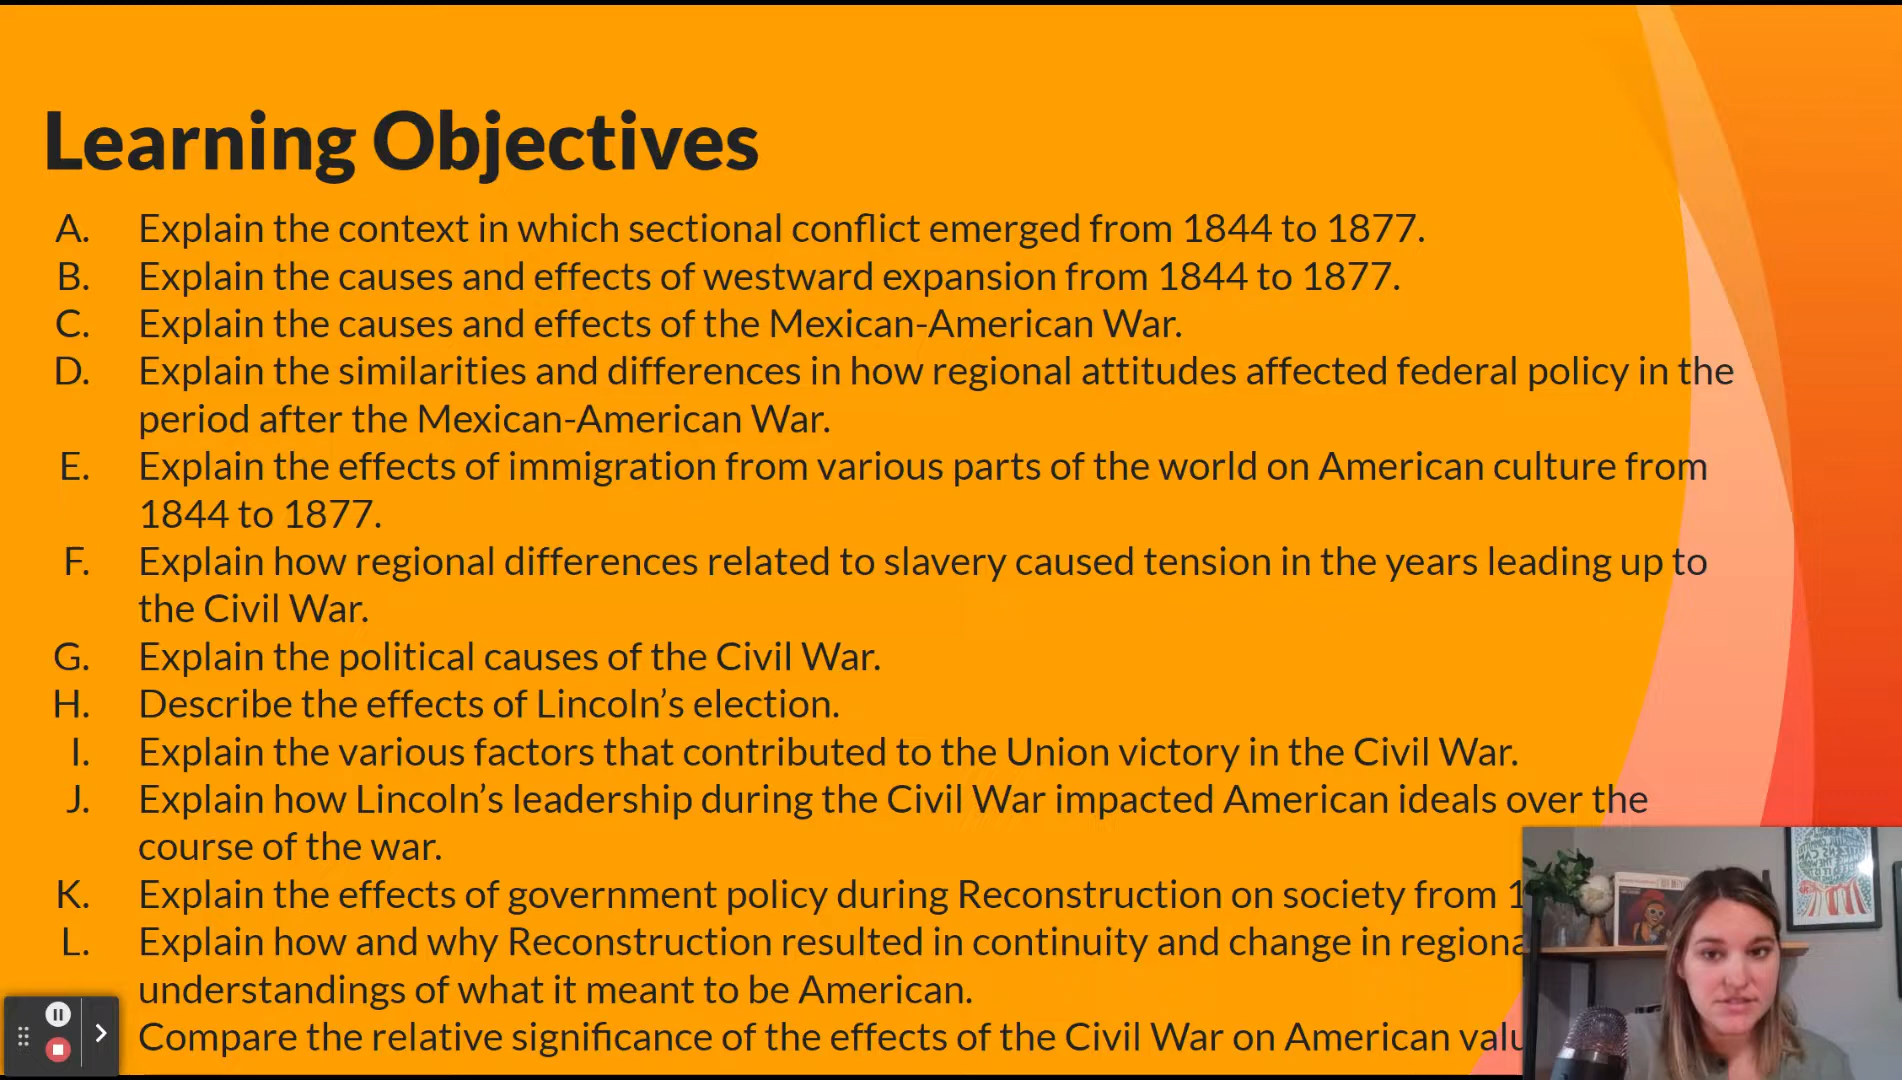 Learning Objectives
A. Explain the context in which sectional conflict emerged from 1844 to 1877.
B. Explain the causes and effects of westward expansion from 1844 to 1877.
C. Explain the causes and effects of the Mexican-American War.
D. Explain the similarities and differences in how regional attitudes affected federal policy in the
period after the Mexican-American War.
E. Explain the effects of immigration from various parts of the world on American culture from
1844 to 1877.
F. Explain how regional differences related to slavery caused tension in the years leading up to
the Civil War.
G. Explain the political causes of the Civil War.
H. Describe the effects of Lincoln’s election.
I. Explain the various factors that contributed to the Union victory in the Civil War.
J. Explain how Lincoln’s leadership during the Civil War impacted American ideals over the
course of the war.
K. Explain the effects of government policy during Reconstruction on society from
L. Explain how and why Reconstruction resulted in continuity and change in regiona
understandings of what it meant to be American.
Compare the relative significance of the effects of the Civil War on American valu